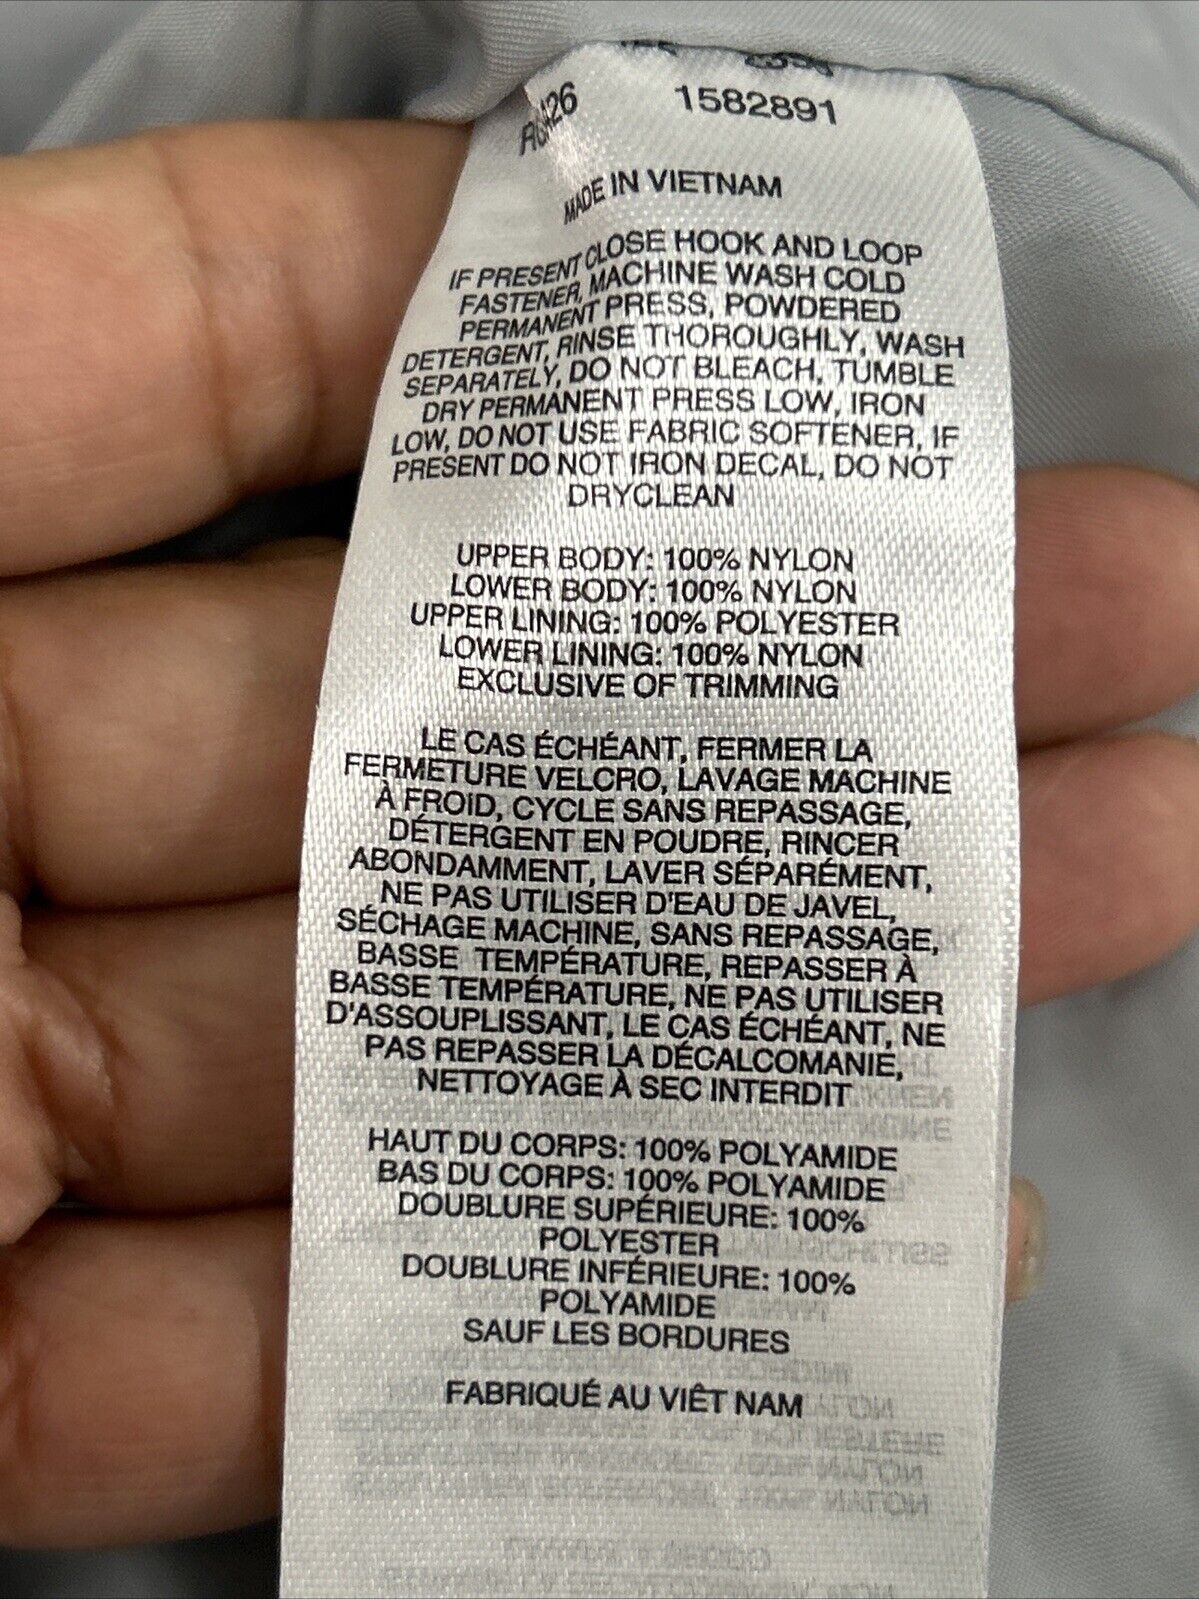 1582891
MADE IN VIETNAM
IF PRESENT CLOSE HOOK AND LOOP
FASTENER, MACHINE WASH COLD
PERMANENT PRESS, POWDERED
DETERGENT, RINSE THOROUGHLY, WASH
SEPARATELY, DO NOT BLEACH, TUMBLE
DRY PERMANENT PRESS LOW, IRON
LOW, DO NOT USE FABRIC SOFTENER, IF
PRESENT DO NOT IRON DECAL, DO NOT
DRYCLEAN
UPPER BODY: 100% NYLON
LOWER BODY: 100% NYLON
UPPER LINING: 100% POLYESTER
LOWER LINING: 100% NYLON
EXCLUSIVE OF TRIMMING
LE CAS ÉCHÉANT, FERMER LA
FERMETURE VELCRO, LAVAGE MACHINE
À FROID, CYCLE SANS REPASSAGE,
DÉTERGENT EN POUDRE, RINCER
ABONDAMMENT, LAVER SÉPARÉMENT,
NE PAS UTILISER D'EAU DE JAVEL,
SÉCHAGE MACHINE, SANS REPASSAGE,
BASSE TEMPÉRATURE, REPASSER À
BASSE TEMPÉRATURE, NE PAS UTILISER
D'ASSOUPLISSANT, LE CAS ÉCHÉANT, NE
PAS REPASSER LA DÉCALCOMANIE,
NETTOYAGE À SEC INTERDIT
HAUT DU CORPS: 100% POLYAMIDE
BAS DU CORPS: 100% POLYAMIDE
DOUBLURE SUPÉRIEURE: 100%
POLYESTER
DOUBLURE INFÉRIEURE: 100%
POLYAMIDE
SAUF LES BORDURES
FABRIQUÉ AU VIÊT NAM